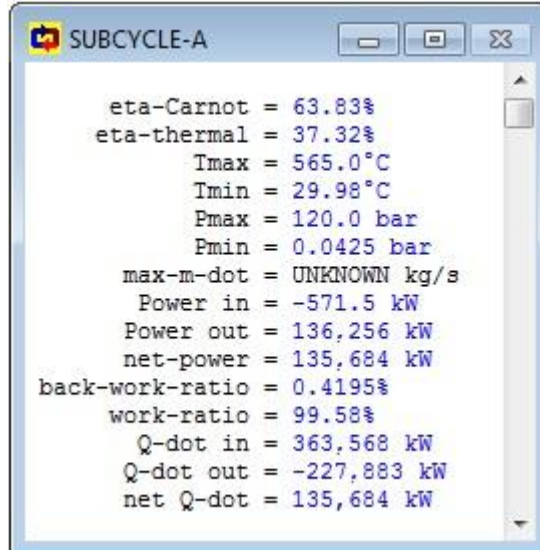 SUBCYCLE-A
eta-Carnot = 63.83%
eta-thermal = 37.32%
Tmax = 565.0°C
Tmin = 29.98°C
Pmax = 120.0 bar
Pmin = 0.0425 bar
max-m-dot = UNKNOWN kg/s
Power in = -571.5 kW
Power out = 136,256 kW
net-power = 135,684 kW
back-work-ratio = 0.4195%
work-ratio = 99.58%
Q-dot in = 363,568 kW
Q-dot out = -227,883 kW
net Q-dot = 135,684 kW